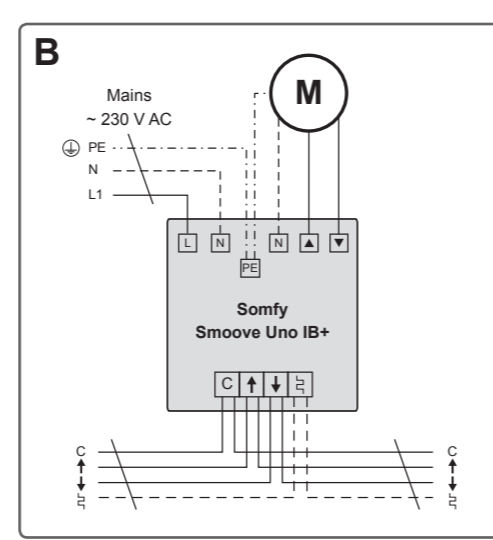 B
Mains
~ 230 V AC
PE
N
L1
M
L N N ▲ ▼
PE
Somfy
Smoove Uno IB+
C ↑ ↓
C C
↑ ↑
↓ ↓